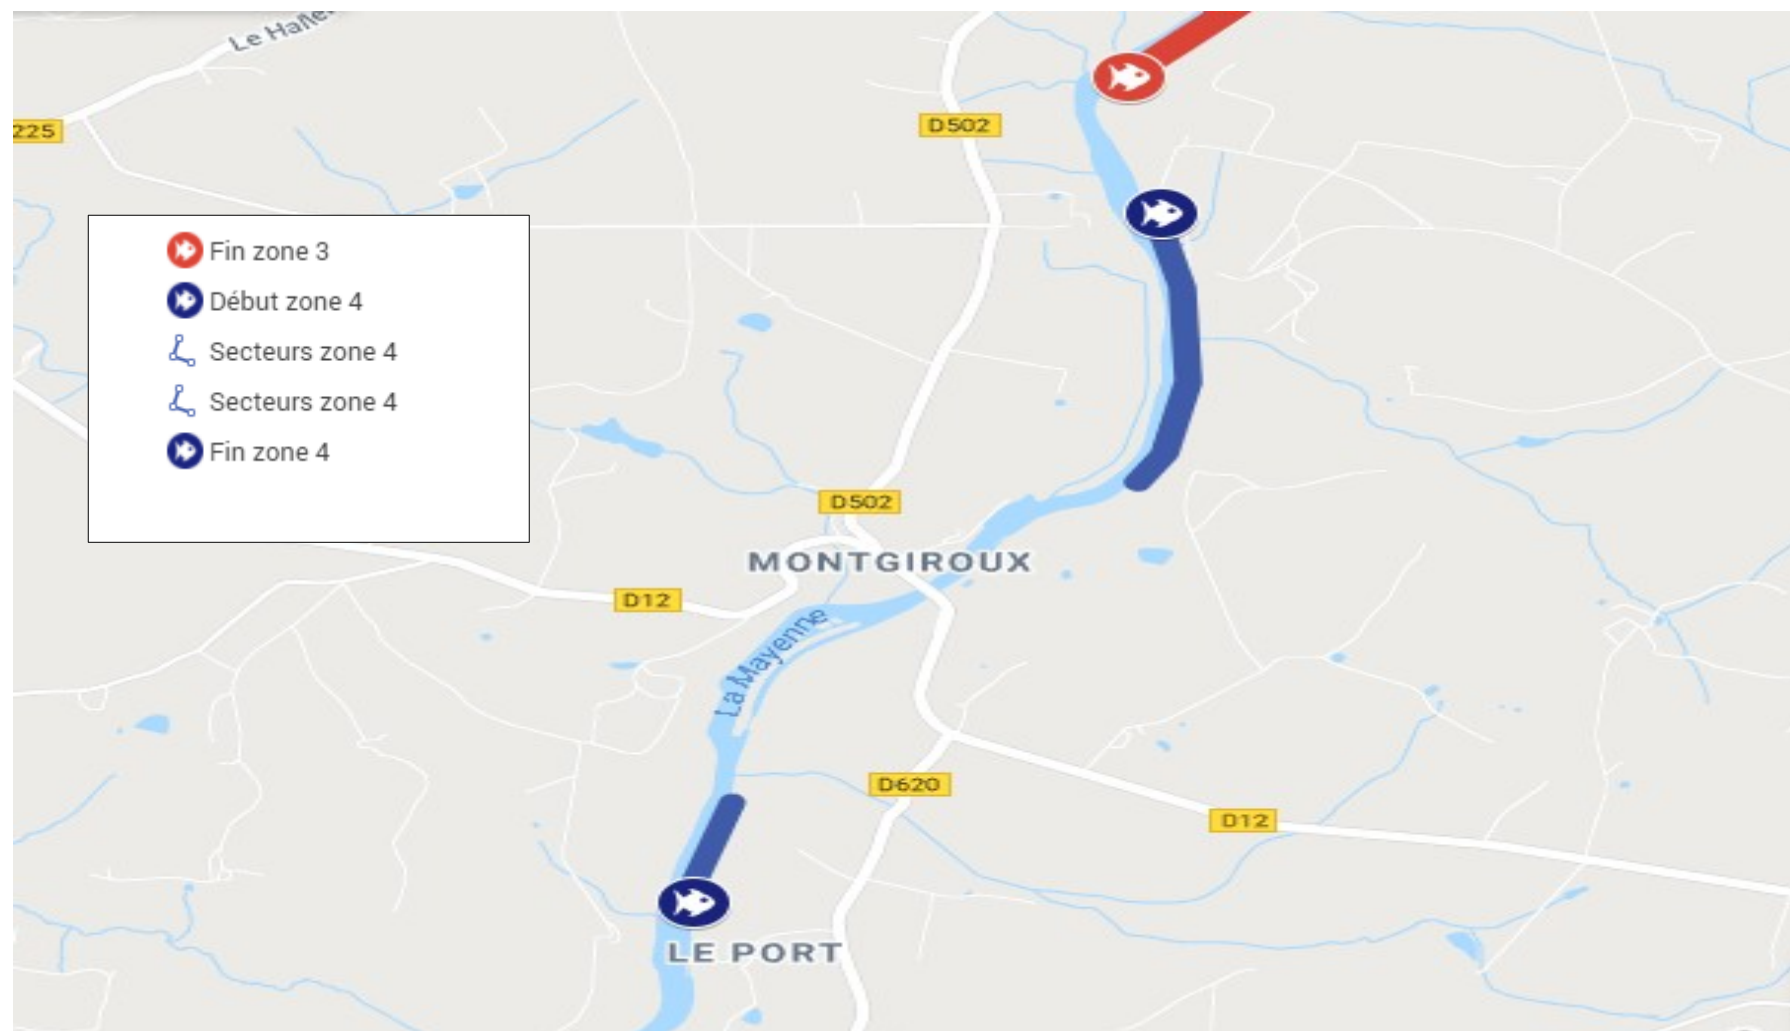 Le Hañe
D502
225
Fin zone 3
Début zone 4
Secteurs zone 4
Secteurs zone 4
Fin zone 4
D502
MONTGIROUX
D12
La Mayenne
D620
D12
LE PORT